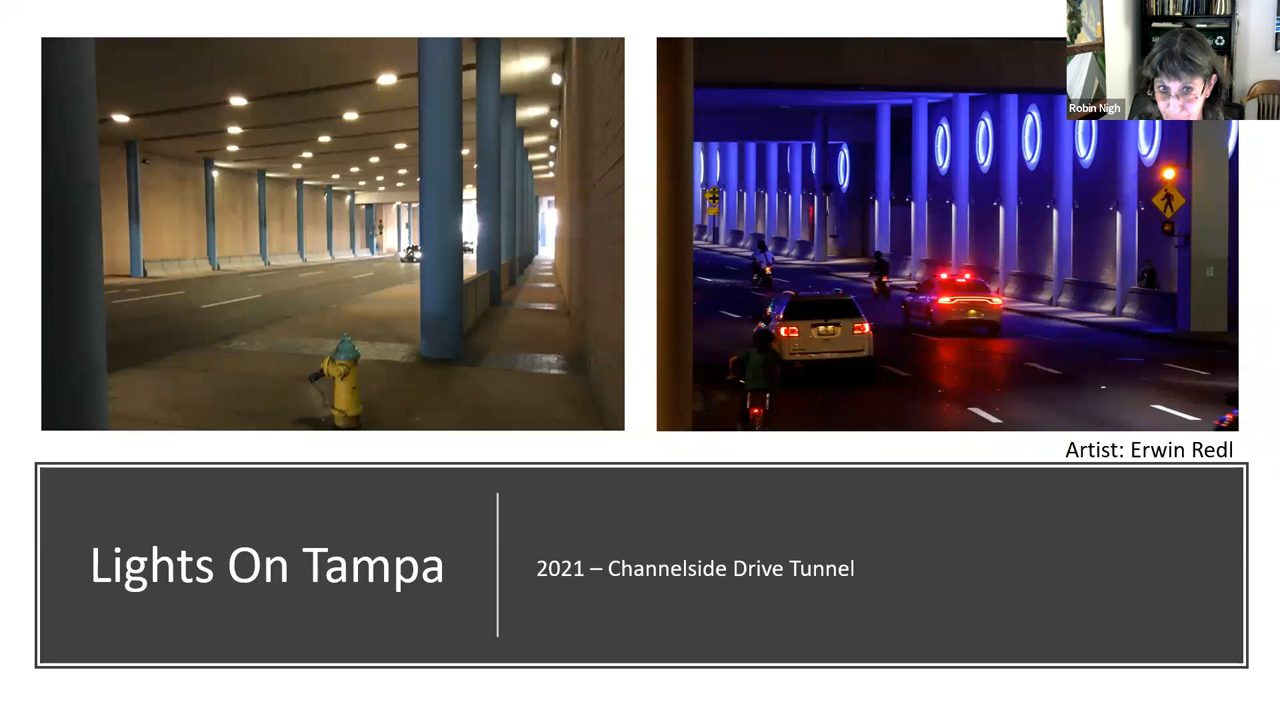 Robin Nigh
Artist: Erwin Redl
Lights On Tampa
2021 – Channelside Drive Tunnel